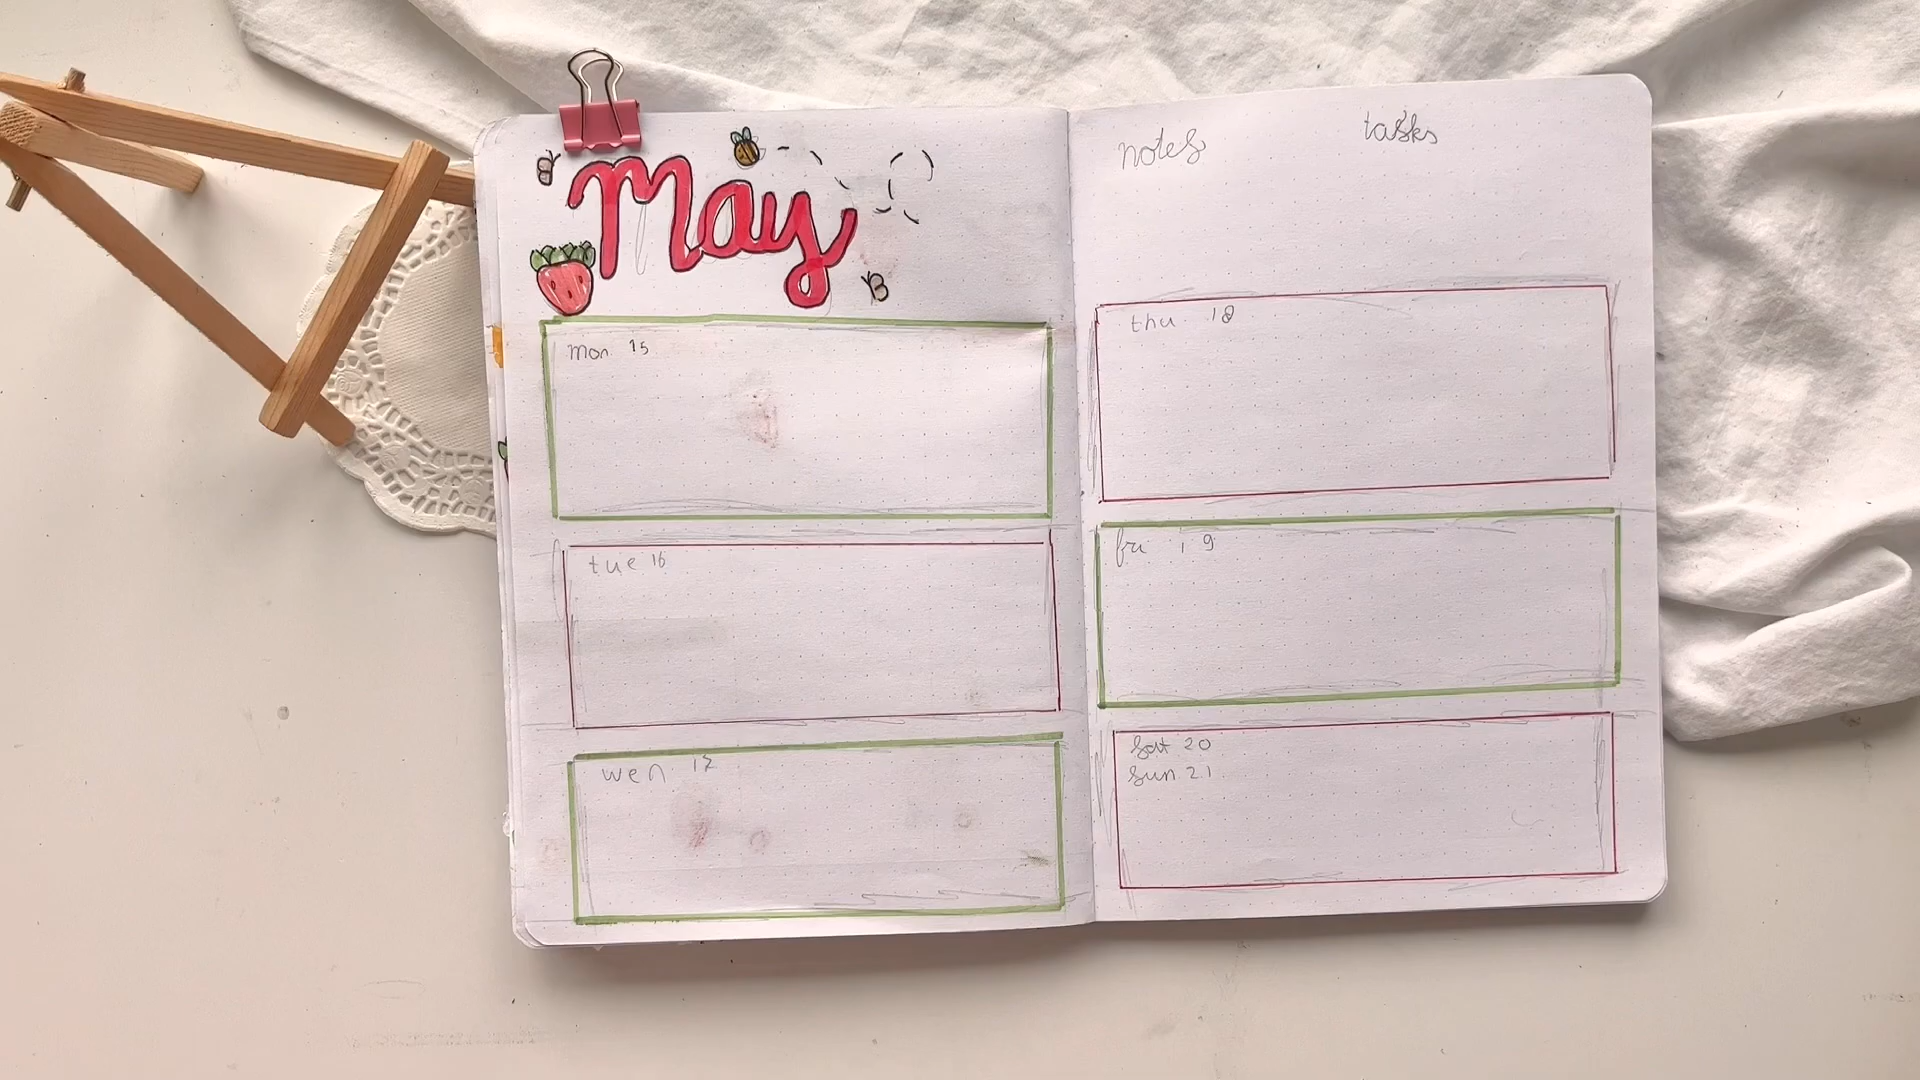 May
mon 15
tue 16
wen 17
notes
tasks
thu 18
fri 19
Sat 20
Sun 21